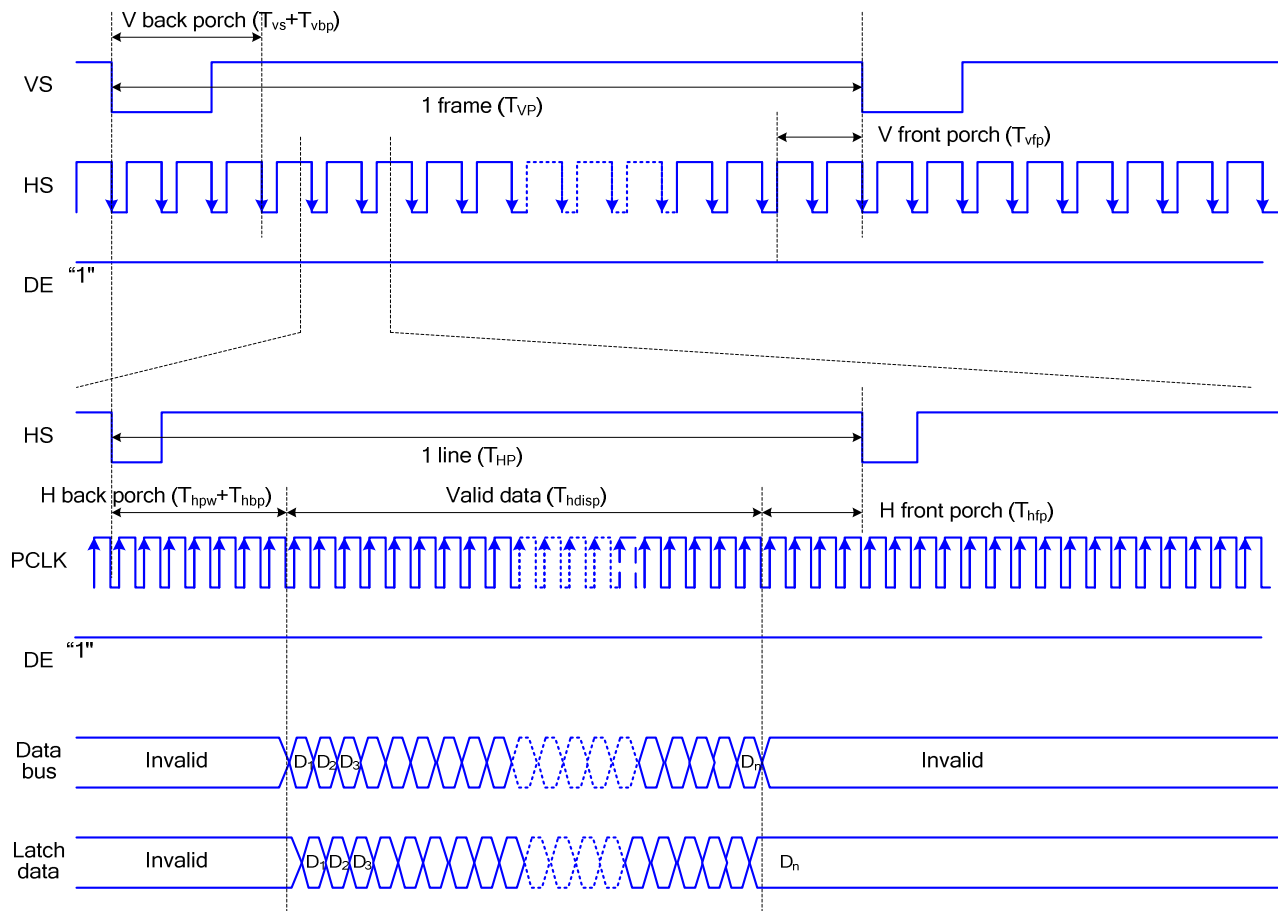 V back porch (Tvs+Tvbp)
VS
1 frame (TVP)
V front porch (Tvfp)
HS
DE "1"
HS
1 line (THP)
H back porch (Thpw+Thbp)
Valid data (Thdisp)
H front porch (Thfp)
PCLK
DE "1"
Data
bus
Invalid
D1 D2 D3
Dn
Invalid
Latch
data
Invalid
D1 D2 D3
Dn